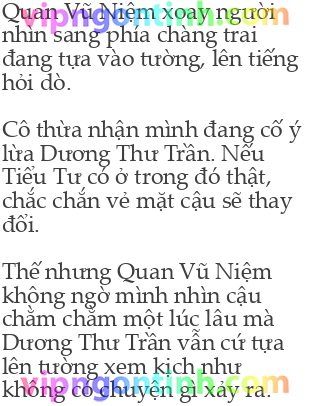 Quan Vũ Niệm xoay người
nhìn sang phía chàng trai
đang tựa vào tường, lên tiếng
hỏi dò.
Cô thừa nhận mình đang cố ý
lừa Dương Thư Trần. Nếu
Tiểu Tư có ở trong đó thật,
chắc chắn vẻ mặt cậu sẽ thay
đổi.
Thế nhưng Quan Vũ Niệm
không ngờ mình nhìn cậu
chằm chằm một lúc lâu mà
Dương Thư Trần vẫn cứ tựa
lên tường xem kịch như
không có chuyện gì xảy ra.
vipngontinh.com
vipngontinh.com